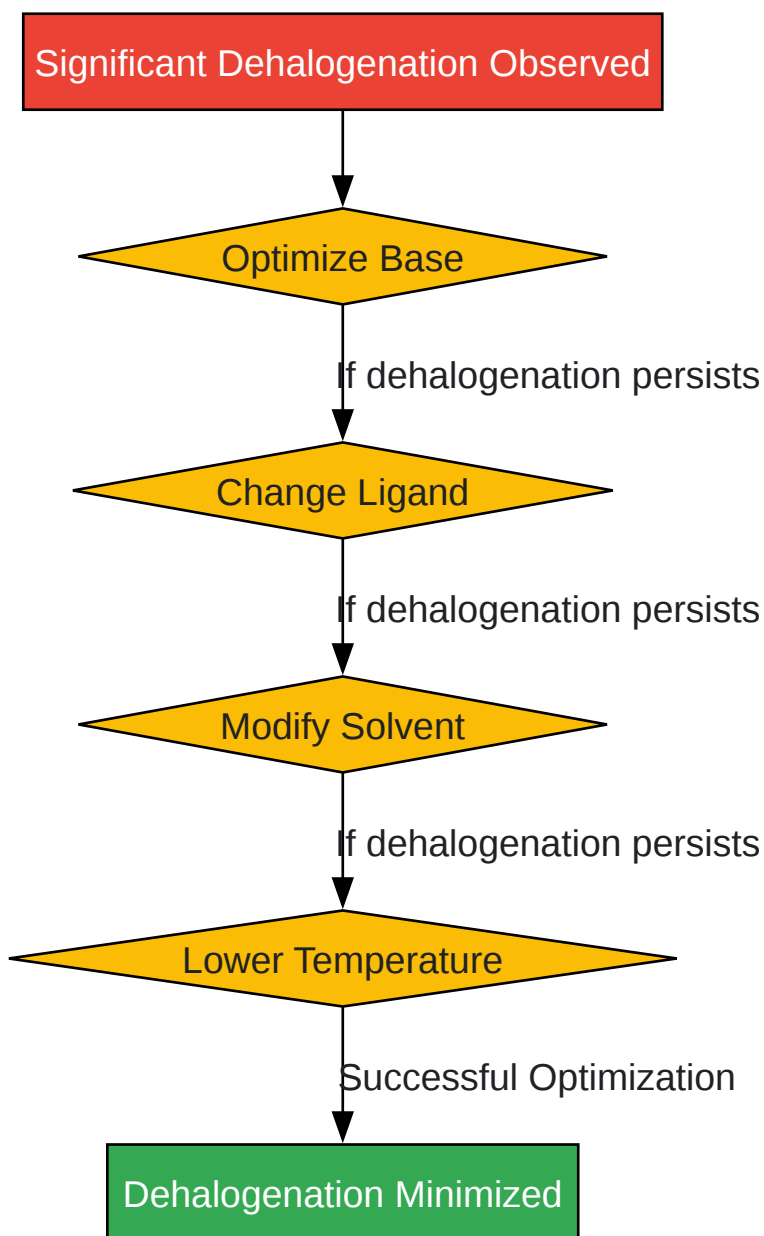 Significant Dehalogenation Observed
Optimize Base
If dehalogenation persists
Change Ligand
If dehalogenation persists
Modify Solvent
If dehalogenation persists
Lower Temperature
Successful Optimization
Dehalogenation Minimized